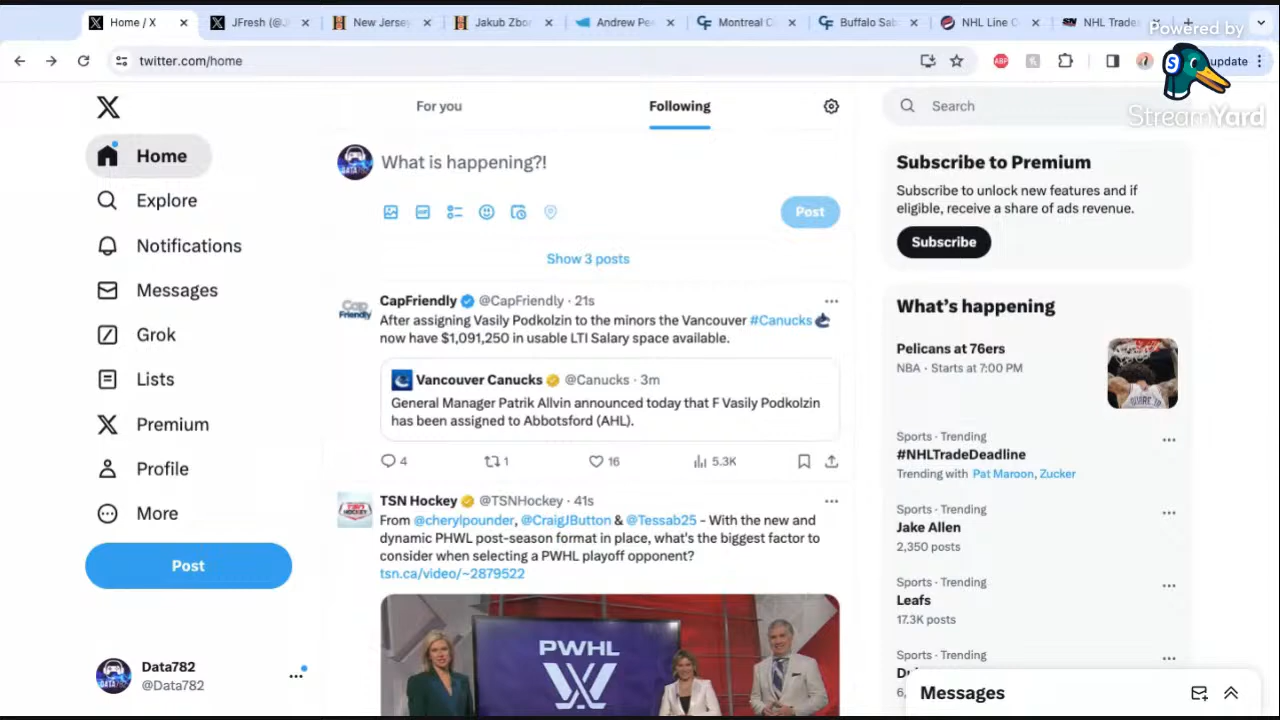 Home / X
JFresh (@J
New Jersey
Jakub Zbor
Andrew Pe
Montreal C
Buffalo Sab
NHL Line C
NHL Trade
Powered by
StreamYard
twitter.com/home
update
Home
Explore
Notifications
Messages
Grok
Lists
Premium
Profile
More
Post
Data782
@Data782
For you
Following
What is happening?!
Post
Show 3 posts
CapFriendly @CapFriendly · 21s
After assigning Vasily Podkolzin to the minors the Vancouver #Canucks
now have $1,091,250 in usable LTI Salary space available.
Vancouver Canucks @Canucks · 3m
General Manager Patrik Allvin announced today that F Vasily Podkolzin
has been assigned to Abbotsford (AHL).
4
1
16
5.3K
TSN Hockey @TSNHockey · 41s
From @cherylpounder, @CraigJButton & @Tessab25 - With the new and
dynamic PHWL post-season format in place, what's the biggest factor to
consider when selecting a PWHL playoff opponent?
tsn.ca/video/~2879522
PWHL
Search
Subscribe to Premium
Subscribe to unlock new features and if
eligible, receive a share of ads revenue.
Subscribe
What's happening
Pelicans at 76ers
NBA · Starts at 7:00 PM
Sports · Trending
#NHLTradeDeadline
Trending with Pat Maroon, Zucker
Sports · Trending
Jake Allen
2,350 posts
Sports · Trending
Leafs
17.3K posts
Sports · Trending
Messages